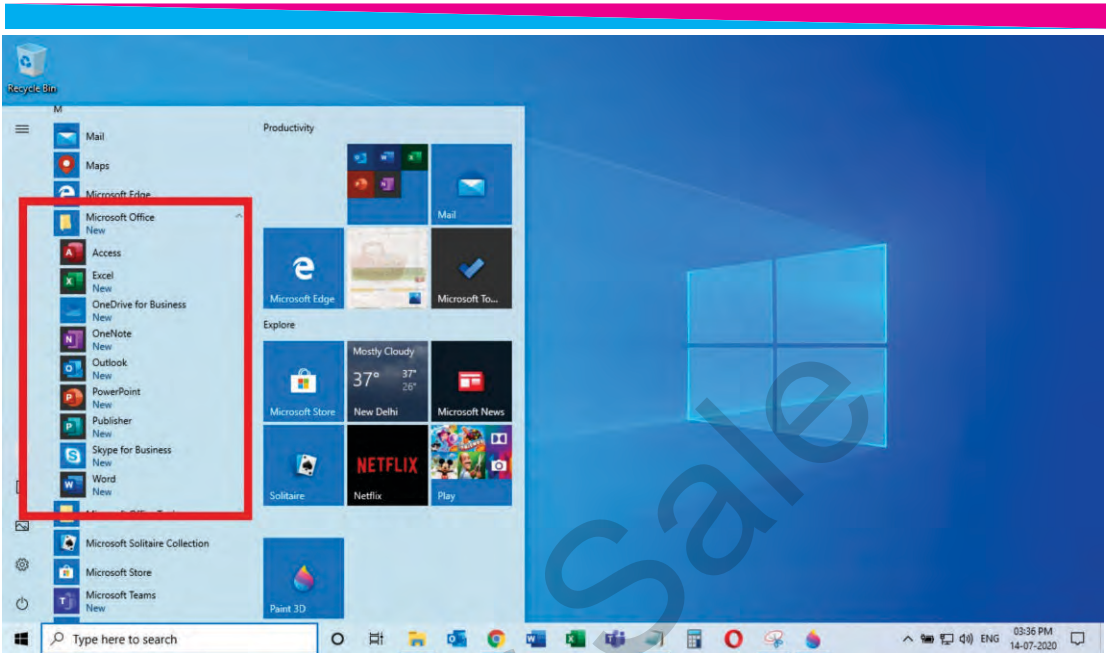 Recycle Bin
M
Mail
Maps
Microsoft Edge
Microsoft Office
New
Access
Excel
New
OneDrive for Business
New
OneNote
New
Outlook
New
PowerPoint
New
Publisher
New
Skype for Business
New
Word
New
Microsoft Solitaire Collection
Microsoft Store
Microsoft Teams
New
Productivity
Mail
Microsoft Edge
Microsoft To...
Explore
Microsoft Store
Mostly Cloudy
37° 37°
26°
New Delhi
Microsoft News
Solitaire
NETFLIX
Netflix
Play
Paint 3D
Type here to search
ENG
03:36 PM
14-07-2020
Sale